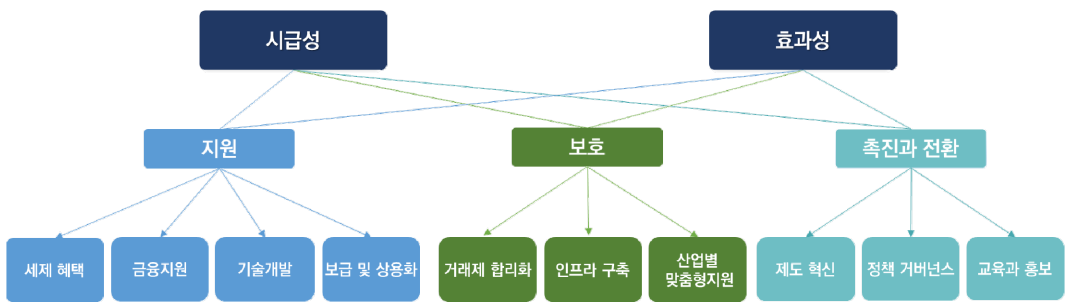 시급성
효과성
지원
보호
촉진과 전환
세제 혜택
금융지원
기술개발
보급 및 상용화
거래제 합리화
인프라 구축
산업별
맞춤형지원
제도 혁신
정책 거버넌스
교육과 홍보